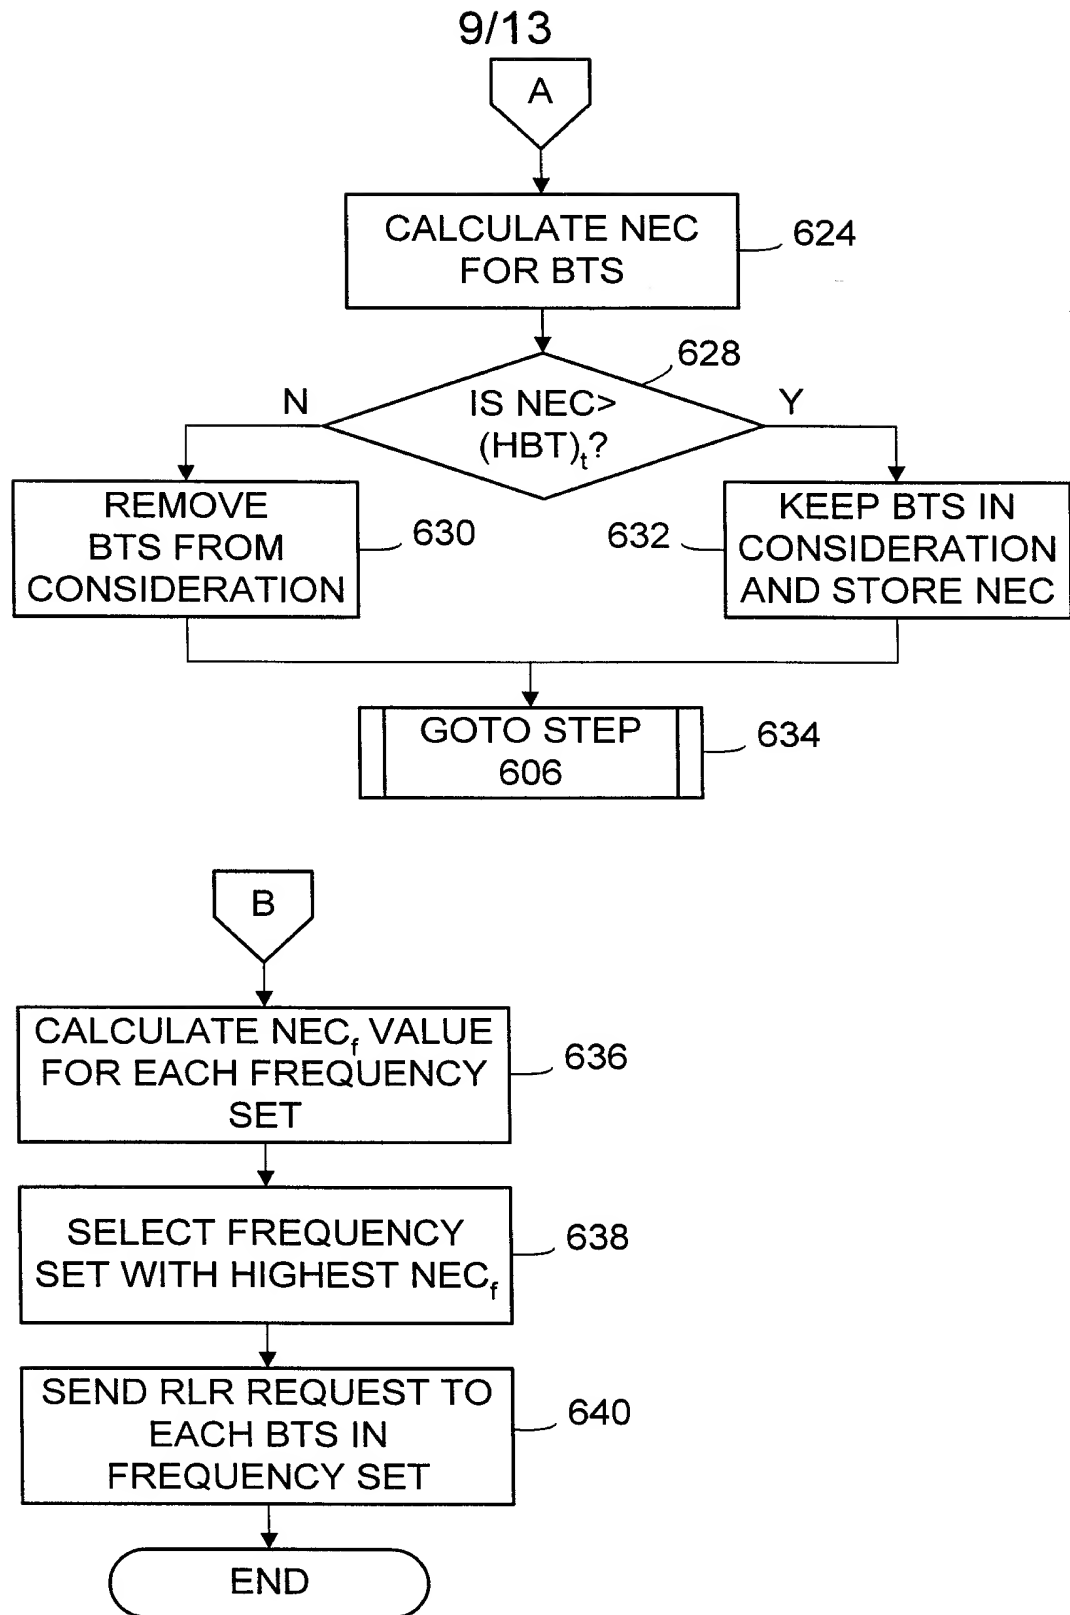 9/13
A
CALCULATE NEC
FOR BTS
624
628
IS NEC>
(HBT)t?
N
Y
REMOVE
BTS FROM
CONSIDERATION
630
632
KEEP BTS IN
CONSIDERATION
AND STORE NEC
GOTO STEP
606
634
B
CALCULATE NECf VALUE
FOR EACH FREQUENCY
SET
636
SELECT FREQUENCY
SET WITH HIGHEST NECf
638
SEND RLR REQUEST TO
EACH BTS IN
FREQUENCY SET
640
END